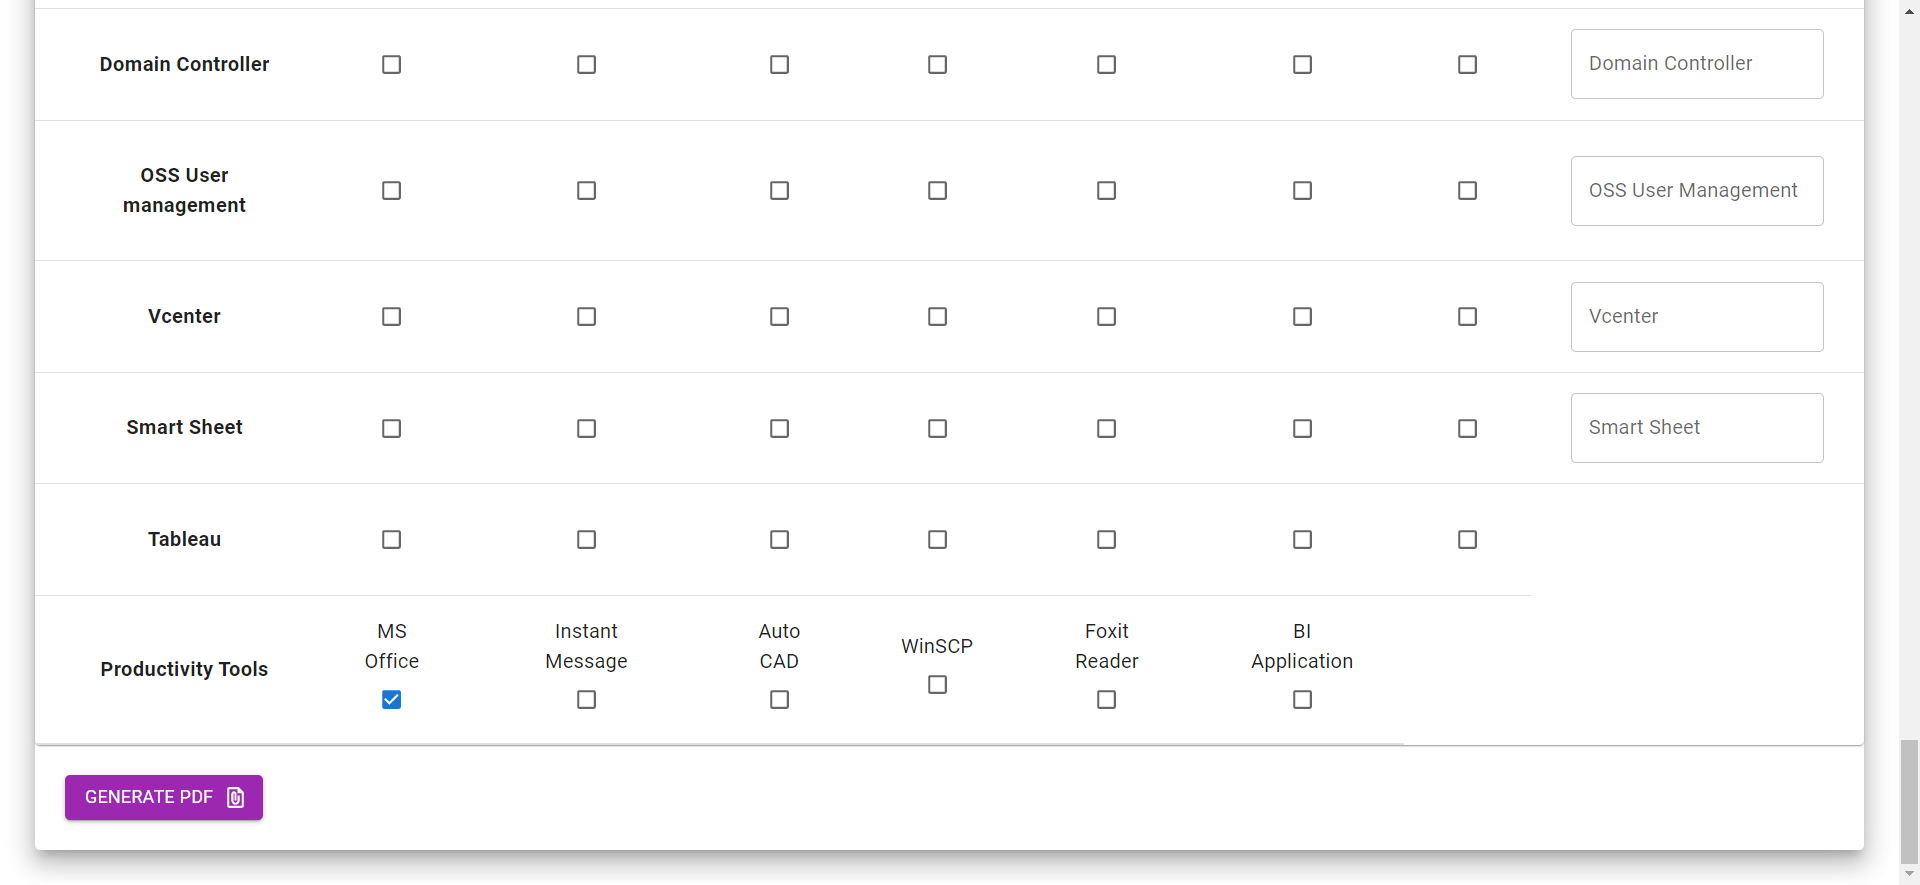 Domain Controller
Domain Controller
OSS User
management
OSS User Management
Vcenter
Vcenter
Smart Sheet
Smart Sheet
Tableau
Productivity Tools
MS
Office
Instant
Message
Auto
CAD
WinSCP
Foxit
Reader
BI
Application
GENERATE PDF